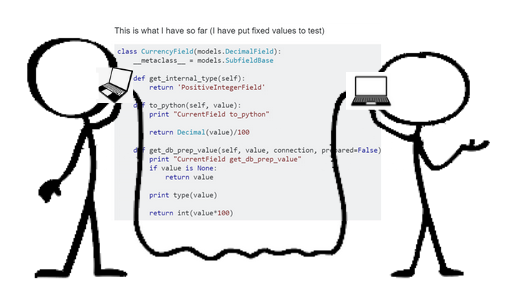 This is what I have so far (I have put fixed values to test)
class CurrencyField(models.DecimalField):
__metaclass__ = models.SubfieldBase
def get_internal_type(self):
return 'PositiveIntegerField'
def to_python(self, value):
print "CurrentField to_python"
return Decimal(value)/100
def get_db_prep_value(self, value, connection, prepared=False):
print "CurrentField get_db_prep_value"
if value is None:
return value
print type(value)
return int(value*100)